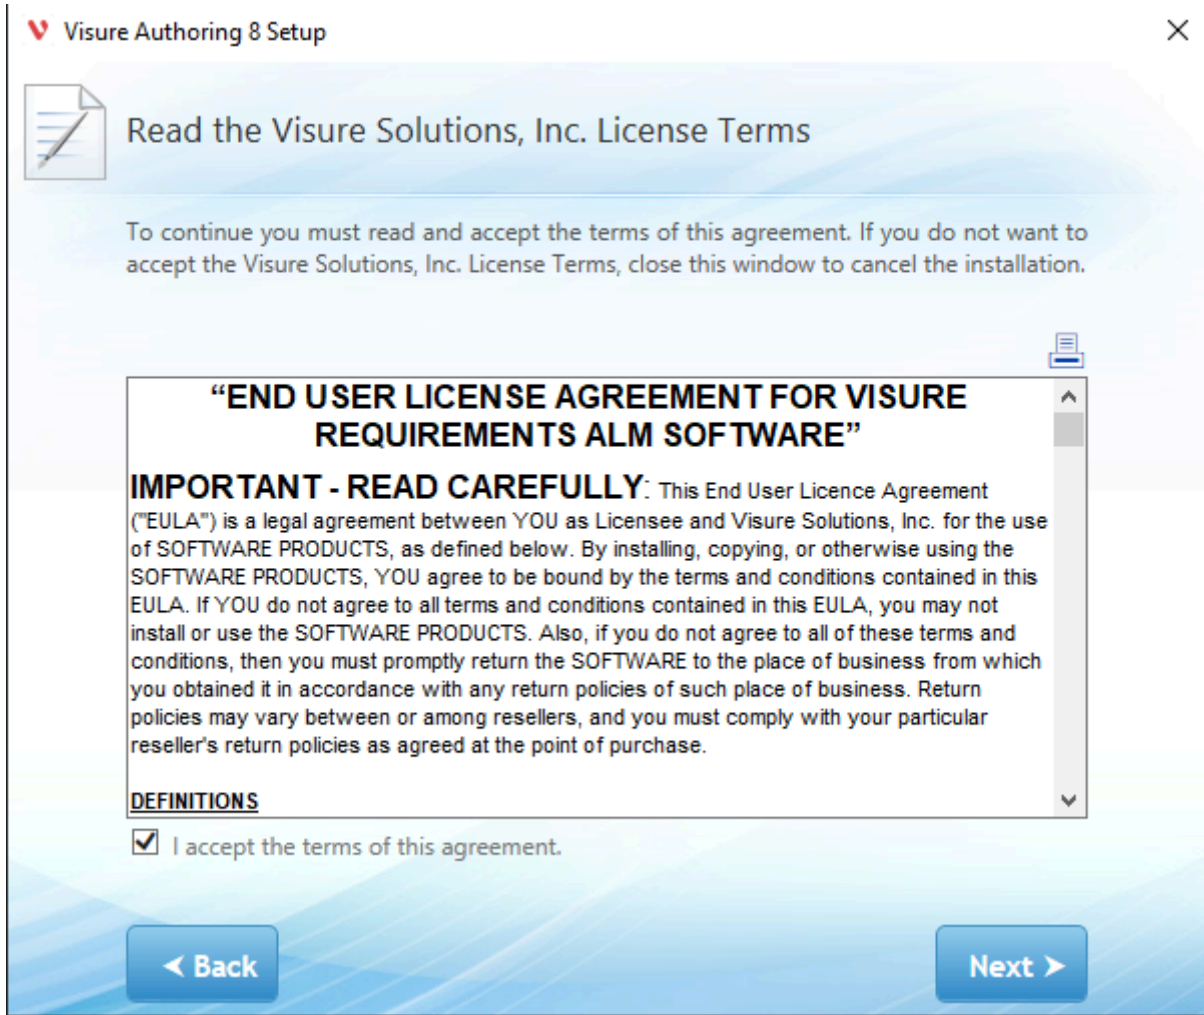 Visure Authoring 8 Setup
Read the Visure Solutions, Inc. License Terms
To continue you must read and accept the terms of this agreement. If you do not want to
accept the Visure Solutions, Inc. License Terms, close this window to cancel the installation.
“END USER LICENSE AGREEMENT FOR VISURE
REQUIREMENTS ALM SOFTWARE”
IMPORTANT - READ CAREFULLY: This End User Licence Agreement
("EULA") is a legal agreement between YOU as Licensee and Visure Solutions, Inc. for the use
of SOFTWARE PRODUCTS, as defined below. By installing, copying, or otherwise using the
SOFTWARE PRODUCTS, YOU agree to be bound by the terms and conditions contained in this
EULA. If YOU do not agree to all terms and conditions contained in this EULA, you may not
install or use the SOFTWARE PRODUCTS. Also, if you do not agree to all of these terms and
conditions, then you must promptly return the SOFTWARE to the place of business from which
you obtained it in accordance with any return policies of such place of business. Return
policies may vary between or among resellers, and you must comply with your particular
reseller's return policies as agreed at the point of purchase.
DEFINITIONS
I accept the terms of this agreement.
Back
Next